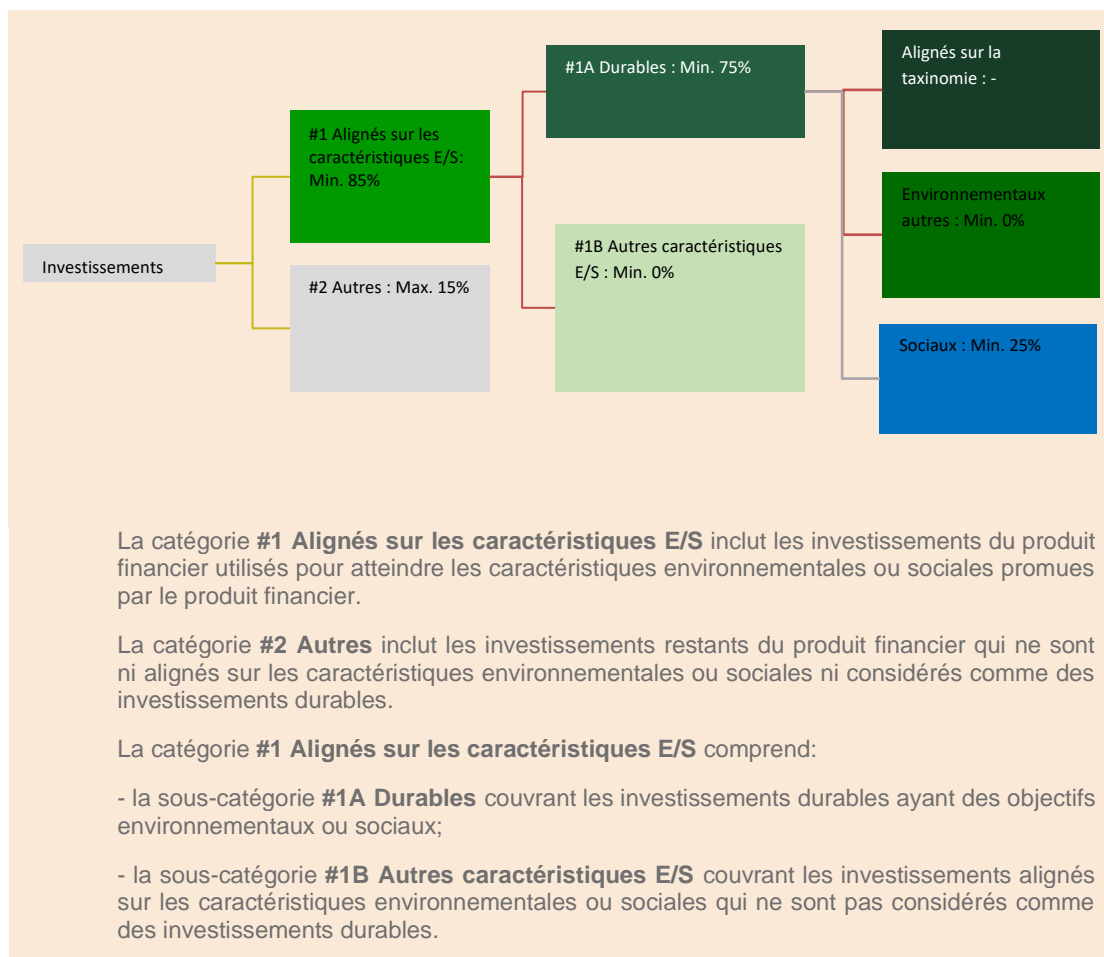 #1A Durables : Min. 75%
Alignés sur la
taxinomie : -
#1 Alignés sur les
caractéristiques E/S:
Min. 85%
Environnementaux
autres : Min. 0%
#1B Autres caractéristiques
E/S : Min. 0%
Investissements
#2 Autres : Max. 15%
Sociaux : Min. 25%
La catégorie #1 Alignés sur les caractéristiques E/S inclut les investissements du produit
financier utilisés pour atteindre les caractéristiques environnementales ou sociales promues
par le produit financier.
La catégorie #2 Autres inclut les investissements restants du produit financier qui ne sont
ni alignés sur les caractéristiques environnementales ou sociales ni considérés comme des
investissements durables.
La catégorie #1 Alignés sur les caractéristiques E/S comprend:
- la sous-catégorie #1A Durables couvrant les investissements durables ayant des objectifs
environnementaux ou sociaux;
- la sous-catégorie #1B Autres caractéristiques E/S couvrant les investissements alignés
sur les caractéristiques environnementales ou sociales qui ne sont pas considérés comme
des investissements durables.